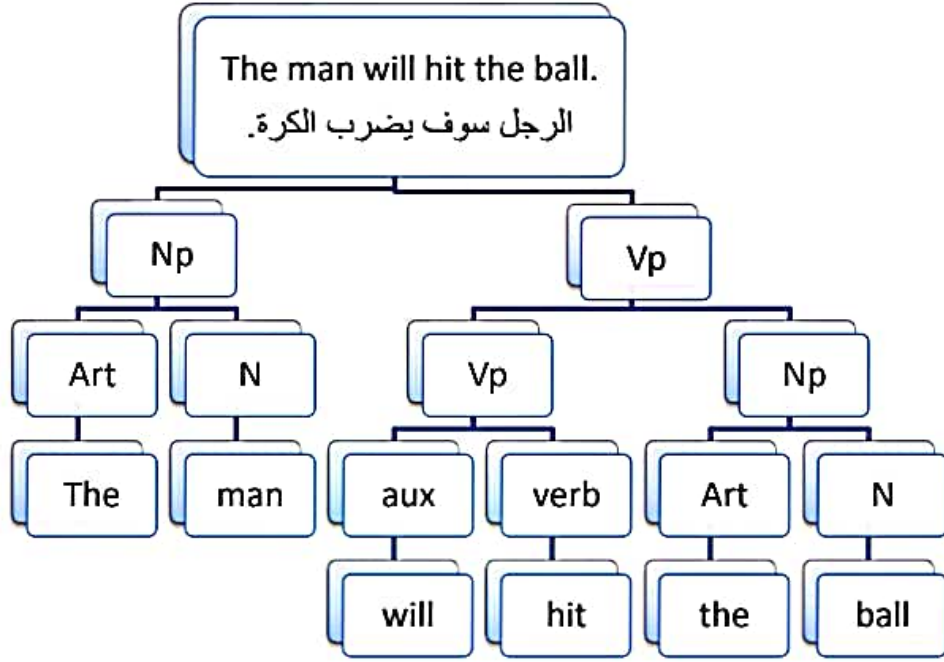 The man will hit the ball.
الرجل سوف يضرب الكرة.
Np
Vp
Art
N
Vp
Np
The
man
aux
verb
Art
N
will
hit
the
ball